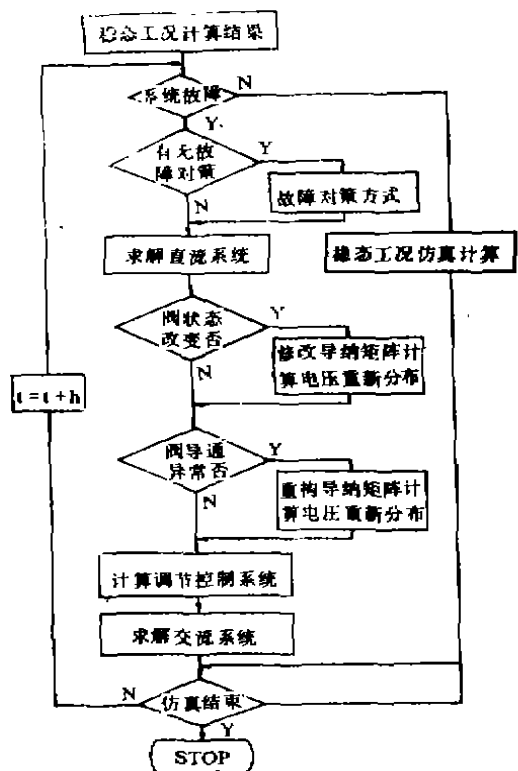 稳态工况计算结果
系统故障
N
Y
有无故
障对策
Y
N
故障对策方式
求解直流系统
稳态工况仿真计算
阀状态
改变否
Y
N
修改导纳矩阵计
算电压重新分布
t=t+h
阀导通
异常否
Y
N
重构导纳矩阵计
算电压重新分布
计算调节控制系统
求解交流系统
仿真结束
N
Y
STOP